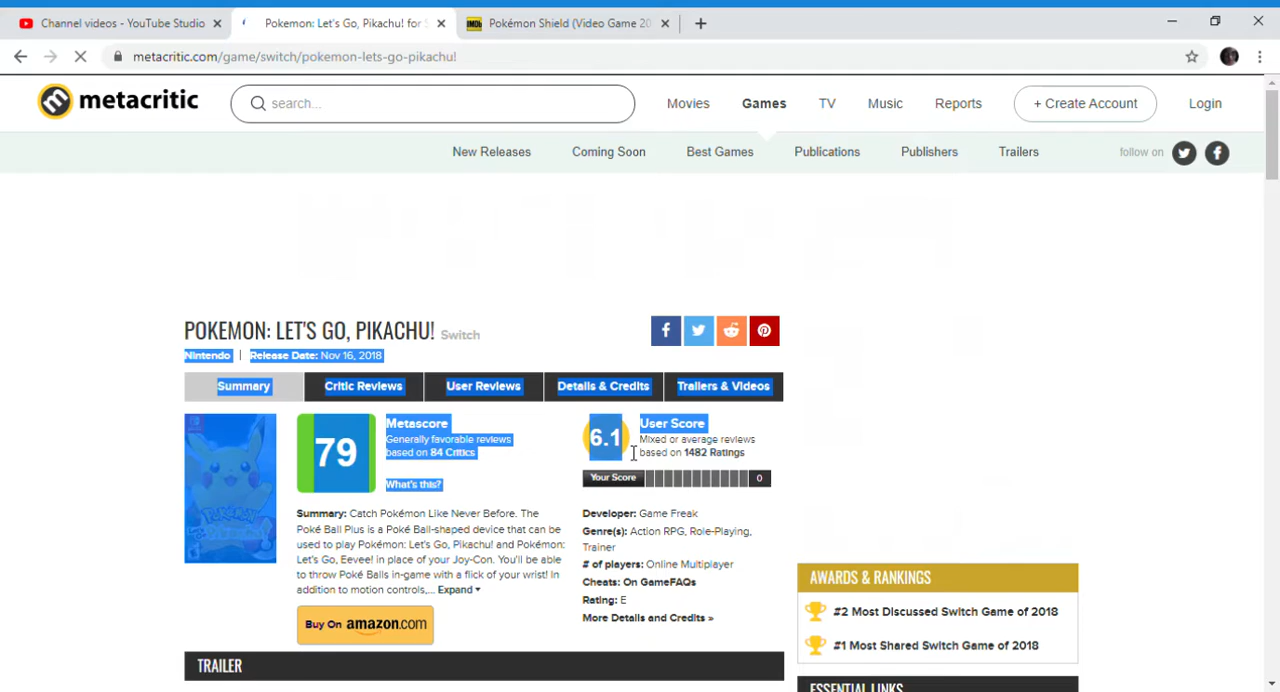 Channel videos - YouTube Studio
Pokemon: Let's Go, Pikachu! for S
Pokémon Shield (Video Game 20
metacritic.com/game/switch/pokemon-lets-go-pikachu!
metacritic
search...
Movies
Games
TV
Music
Reports
+ Create Account
Login
New Releases
Coming Soon
Best Games
Publications
Publishers
Trailers
follow on
POKEMON: LET'S GO, PIKACHU! Switch
Nintendo | Release Date: Nov 16, 2018
Summary
Critic Reviews
User Reviews
Details & Credits
Trailers & Videos
79
Metascore
Generally favorable reviews
based on 84 Critics
What's this?
6.1
User Score
Mixed or average reviews
based on 1482 Ratings
Your Score
0
Summary: Catch Pokémon Like Never Before. The
Poké Ball Plus is a Poké Ball-shaped device that can be
used to play Pokémon: Let's Go, Pikachu! and Pokémon:
Let's Go, Eevee! in place of your Joy-Con. You'll be able
to throw Poké Balls in-game with a flick of your wrist! In
addition to motion controls,... Expand
Buy On amazon.com
Developer: Game Freak
Genre(s): Action RPG, Role-Playing,
Trainer
# of players: Online Multiplayer
Cheats: On GameFAQs
Rating: E
More Details and Credits »
AWARDS & RANKINGS
#2 Most Discussed Switch Game of 2018
#1 Most Shared Switch Game of 2018
TRAILER
ESSENTIAL LINKS